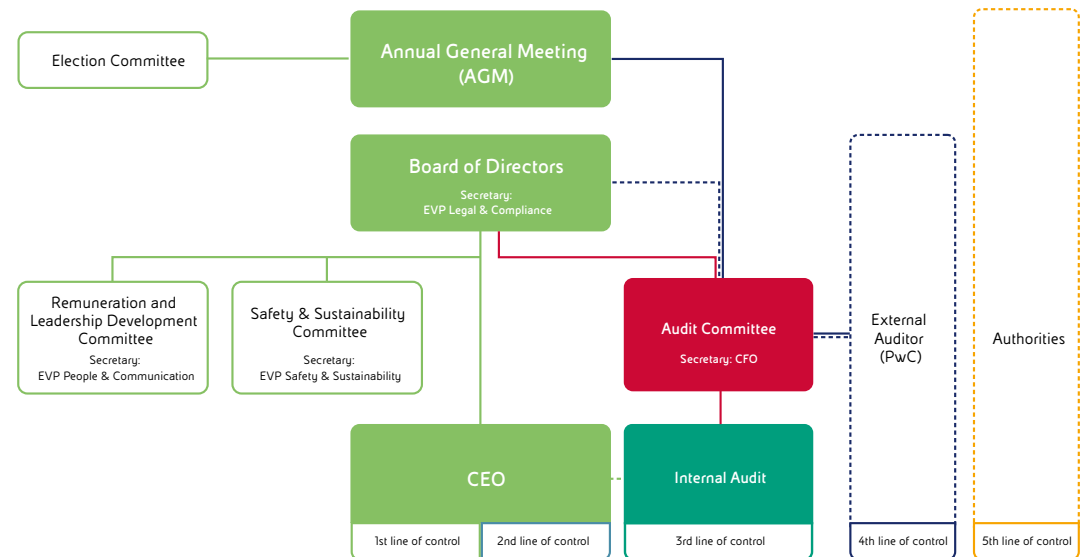 Annual General Meeting
(AGM)
Election Committee
Board of Directors
Secretary:
EVP Legal & Compliance
Remuneration and
Leadership Development
Committee
Secretary:
EVP People & Communication
Safety & Sustainability
Committee
Secretary:
EVP Safety & Sustainability
Audit Committee
Secretary: CFO
External
Auditor
(PwC)
Authorities
CEO
Internal Audit
1st line of control
2nd line of control
3rd line of control
4th line of control
5th line of control